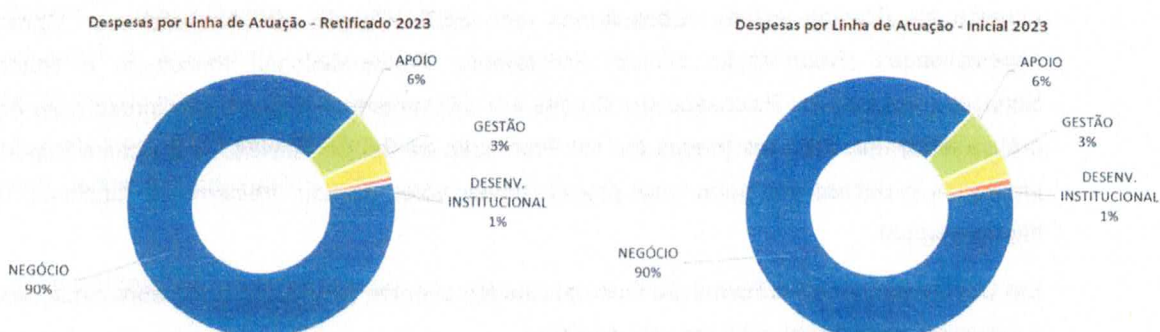 Despesas por Linha de Atuação - Retificado 2023
APOIO
6%
GESTÃO
3%
DESENV.
INSTITUCIONAL
1%
NEGÓCIO
90%
Despesas por Linha de Atuação - Inicial 2023
APOIO
6%
GESTÃO
3%
DESENV.
INSTITUCIONAL
1%
NEGÓCIO
90%